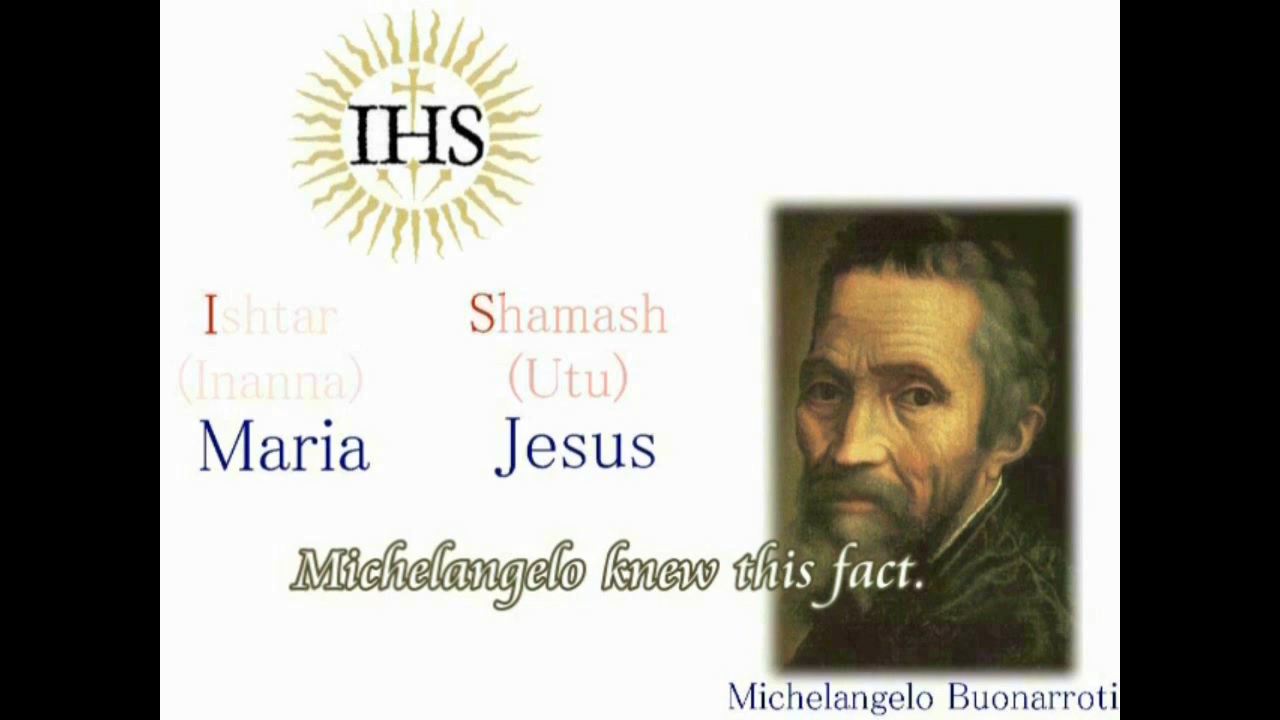 IHS
Ishtar Shamash
(Inanna) (Utu)
Maria Jesus
Michelangelo knew this fact.
Michelangelo Buonarroti